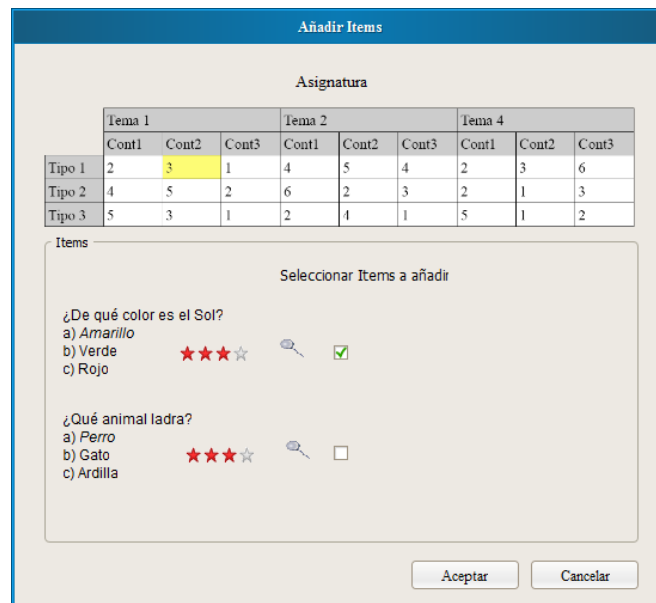 Añadir Items
Asignatura
Tema 1 Tema 2 Tema 4
Cont1 Cont2 Cont3 Cont1 Cont2 Cont3 Cont1 Cont2 Cont3
Tipo 1 2 3 1 4 5 4 2 3 6
Tipo 2 4 5 2 6 2 3 2 1 3
Tipo 3 5 3 1 2 4 1 5 1 2
Items
Seleccionar Items a añadir
¿De qué color es el Sol?
a) Amarillo
b) Verde
c) Rojo
¿Qué animal ladra?
a) Perro
b) Gato
c) Ardilla
Aceptar Cancelar